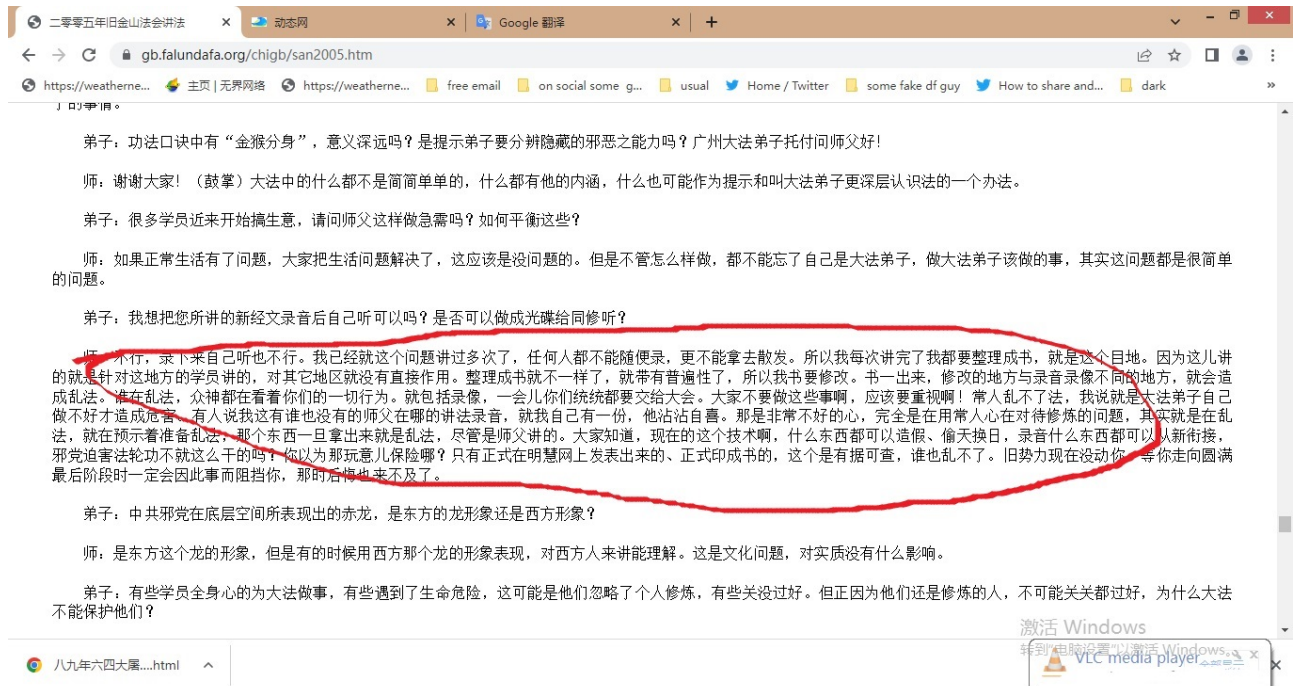 二零零五年旧金山法会讲法
动态网
Google 翻译
gb.falundafa.org/chigb/san2005.htm
https://weatherne...
主页 | 无界网络
https://weatherne...
free email
on social some g...
usual
Home / Twitter
some fake df guy
How to share and...
dark
»
了的事情。
弟子：功法口诀中有“金猴分身”，意义深远吗？是提示弟子要分辨隐藏的邪恶之能力吗？广州大法弟子托付问师父好！
师：谢谢大家！（鼓掌）大法中的什么都不是简简单单的，什么都有他的内涵，什么也可能作为提示和叫大法弟子更深层认识法的一个办法。
弟子：很多学员近来开始搞生意，请问师父这样做急需吗？如何平衡这些？
师：如果正常生活有了问题，大家把生活问题解决了，这应该是没问题的。但是不管怎么样做，都不能忘了自己是大法弟子，做大法弟子该做的事，其实这问题都是很简单
的问题。
弟子：我想把您所讲的新经文录音后自己听可以吗？是否可以做成光碟给同修听？
师：不行，录下来自己听也不行。我已经就这个问题讲过多次了，任何人都不能随便录，更不能拿去散发。所以我每次讲完了我都要整理成书，就是这个目地。因为这儿讲
的就是针对这地方的学员讲的，对其它地区就没有直接作用。整理成书就不一样了，就带有普遍性了，所以我书要修改。书一出来，修改的地方与录音录像不同的地方，就会造
成乱法。谁在乱法，众神都在看着你们的一切行为。就包括录像，一会儿你们统统都要交给大会。大家不要做这些事啊，应该要重视啊！常人乱不了法，我说就是大法弟子自己
做不好才造成危害。有人说我这有谁也没有的师父在哪的讲法录音，就我自己有一份，他沾沾自喜。那是非常不好的心，完全是在用常人心在对待修炼的问题，其实就是在乱
法，就在预示着准备乱法，那个东西一旦拿出来就是乱法，尽管是师父讲的。大家知道，现在的这个技术啊，什么东西都可以造假、偷天换日，录音什么东西都可以从新衔接，
邪党迫害法轮功不就这么干的吗？你以为那玩意儿保险哪？只有正式在明慧网上发表出来的、正式印成书的，这个是有据可查，谁也乱不了。旧势力现在没动你，等你走向圆满
最后阶段时一定会因此事而阻挡你，那时后悔也来不及了。
弟子：中共邪党在底层空间所表现出的赤龙，是东方的龙形象还是西方形象？
师：是东方这个龙的形象，但是有的时候用西方那个龙的形象表现，对西方人来讲能理解。这是文化问题，对实质没有什么影响。
弟子：有些学员全身心的为大法做事，有些遇到了生命危险，这可能是他们忽略了个人修炼，有些关没过好。但正因为他们还是修炼的人，不可能关关都过好，为什么大法
不能保护他们？
激活 Windows
转到“电脑设置”以激活 Windows。
八九年六四大屠....html
VLC media player
全部显示